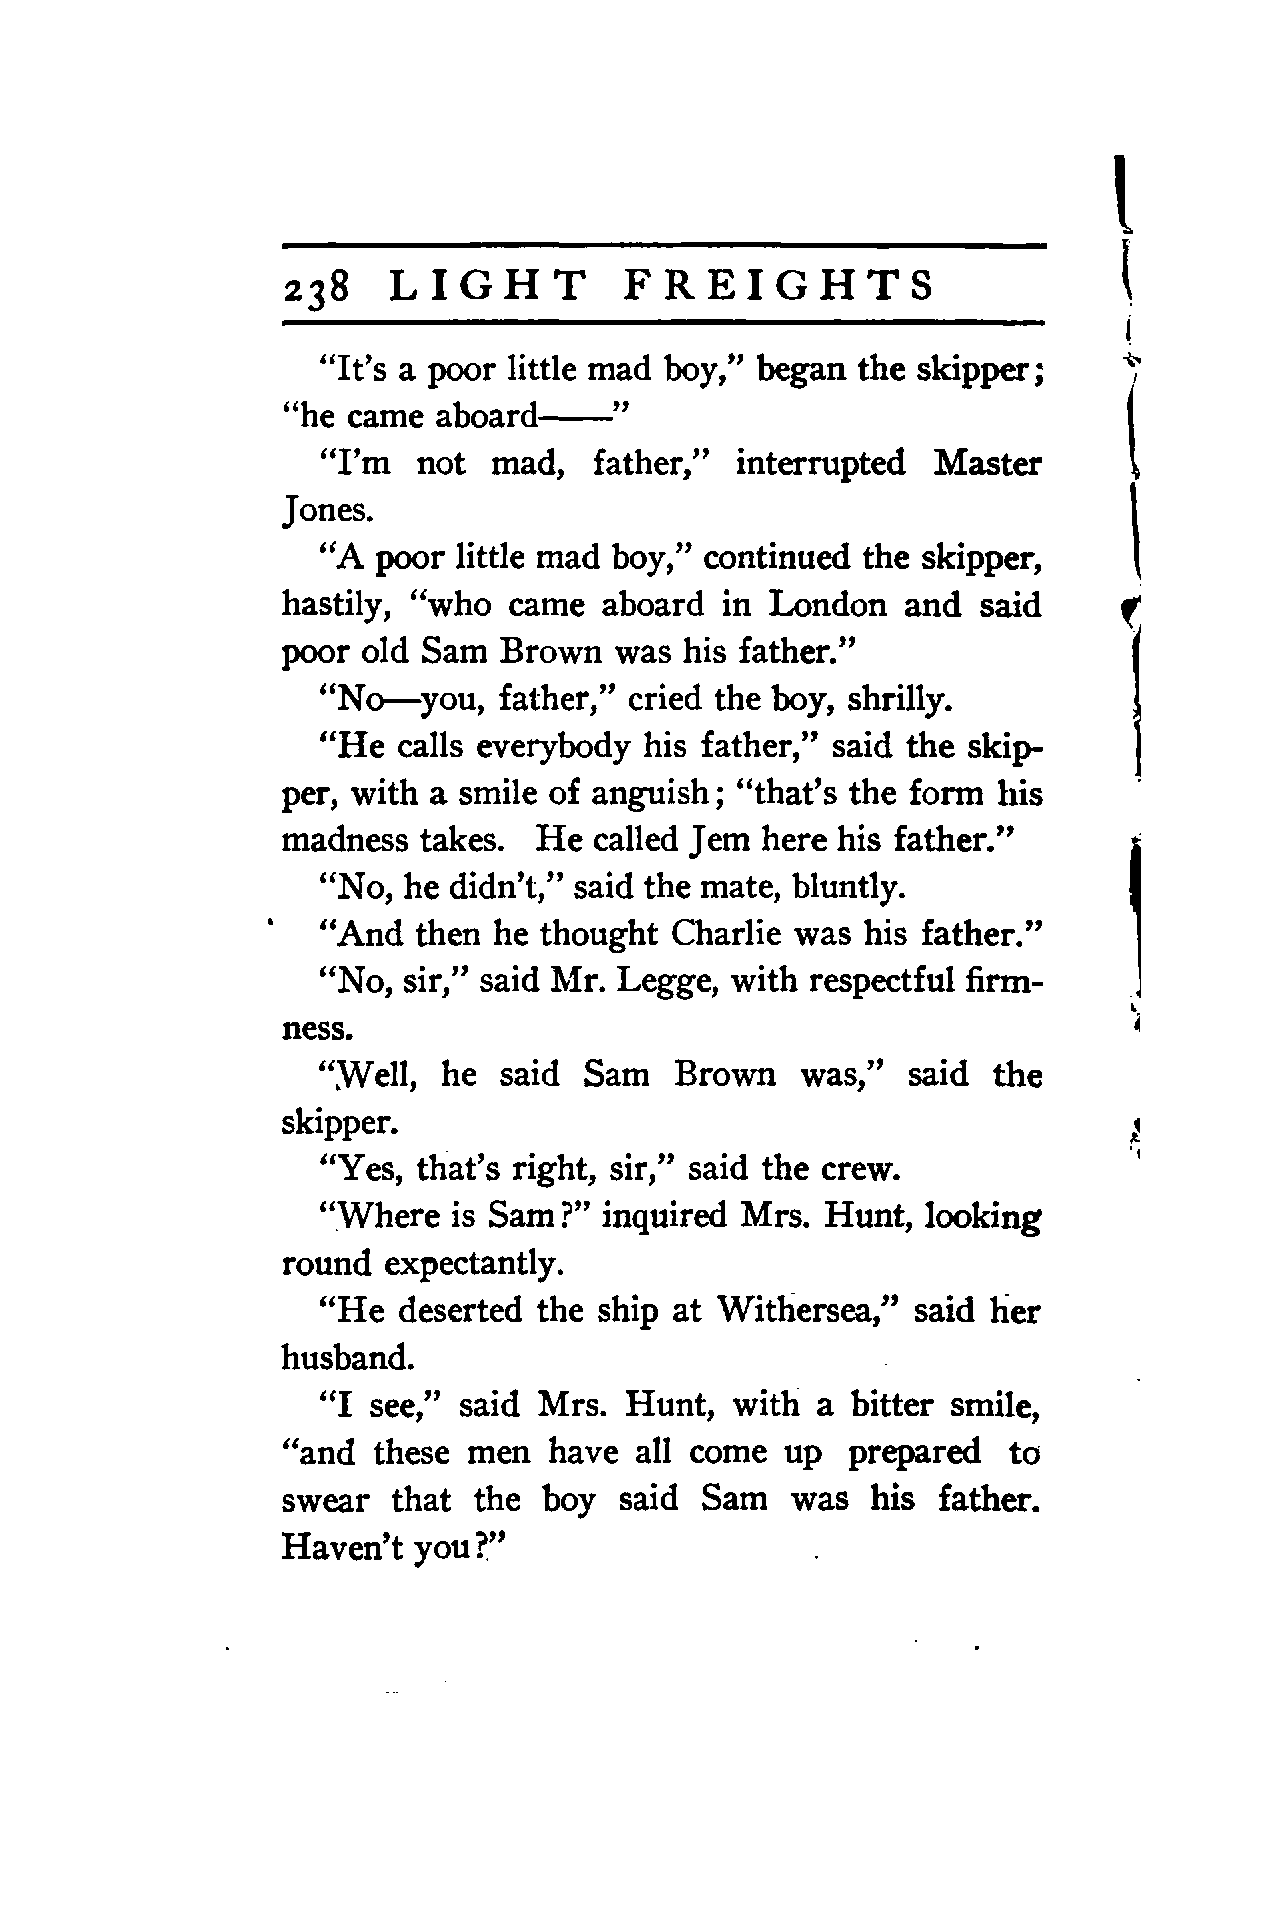 238 LIGHT FREIGHTS
"It's a poor little mad boy," began the skipper;
"he came aboard——"
"I'm not mad, father," interrupted Master
Jones.
"A poor little mad boy," continued the skipper,
hastily, "who came aboard in London and said
poor old Sam Brown was his father."
"No—you, father," cried the boy, shrilly.
"He calls everybody his father," said the skip-
per, with a smile of anguish; "that's the form his
madness takes. He called Jem here his father."
"No, he didn't," said the mate, bluntly.
"And then he thought Charlie was his father."
"No, sir," said Mr. Legge, with respectful firm-
ness.
"Well, he said Sam Brown was," said the
skipper.
"Yes, that's right, sir," said the crew.
"Where is Sam?" inquired Mrs. Hunt, looking
round expectantly.
"He deserted the ship at Withersea," said her
husband.
"I see," said Mrs. Hunt, with a bitter smile,
"and these men have all come up prepared to
swear that the boy said Sam was his father.
Haven't you?"